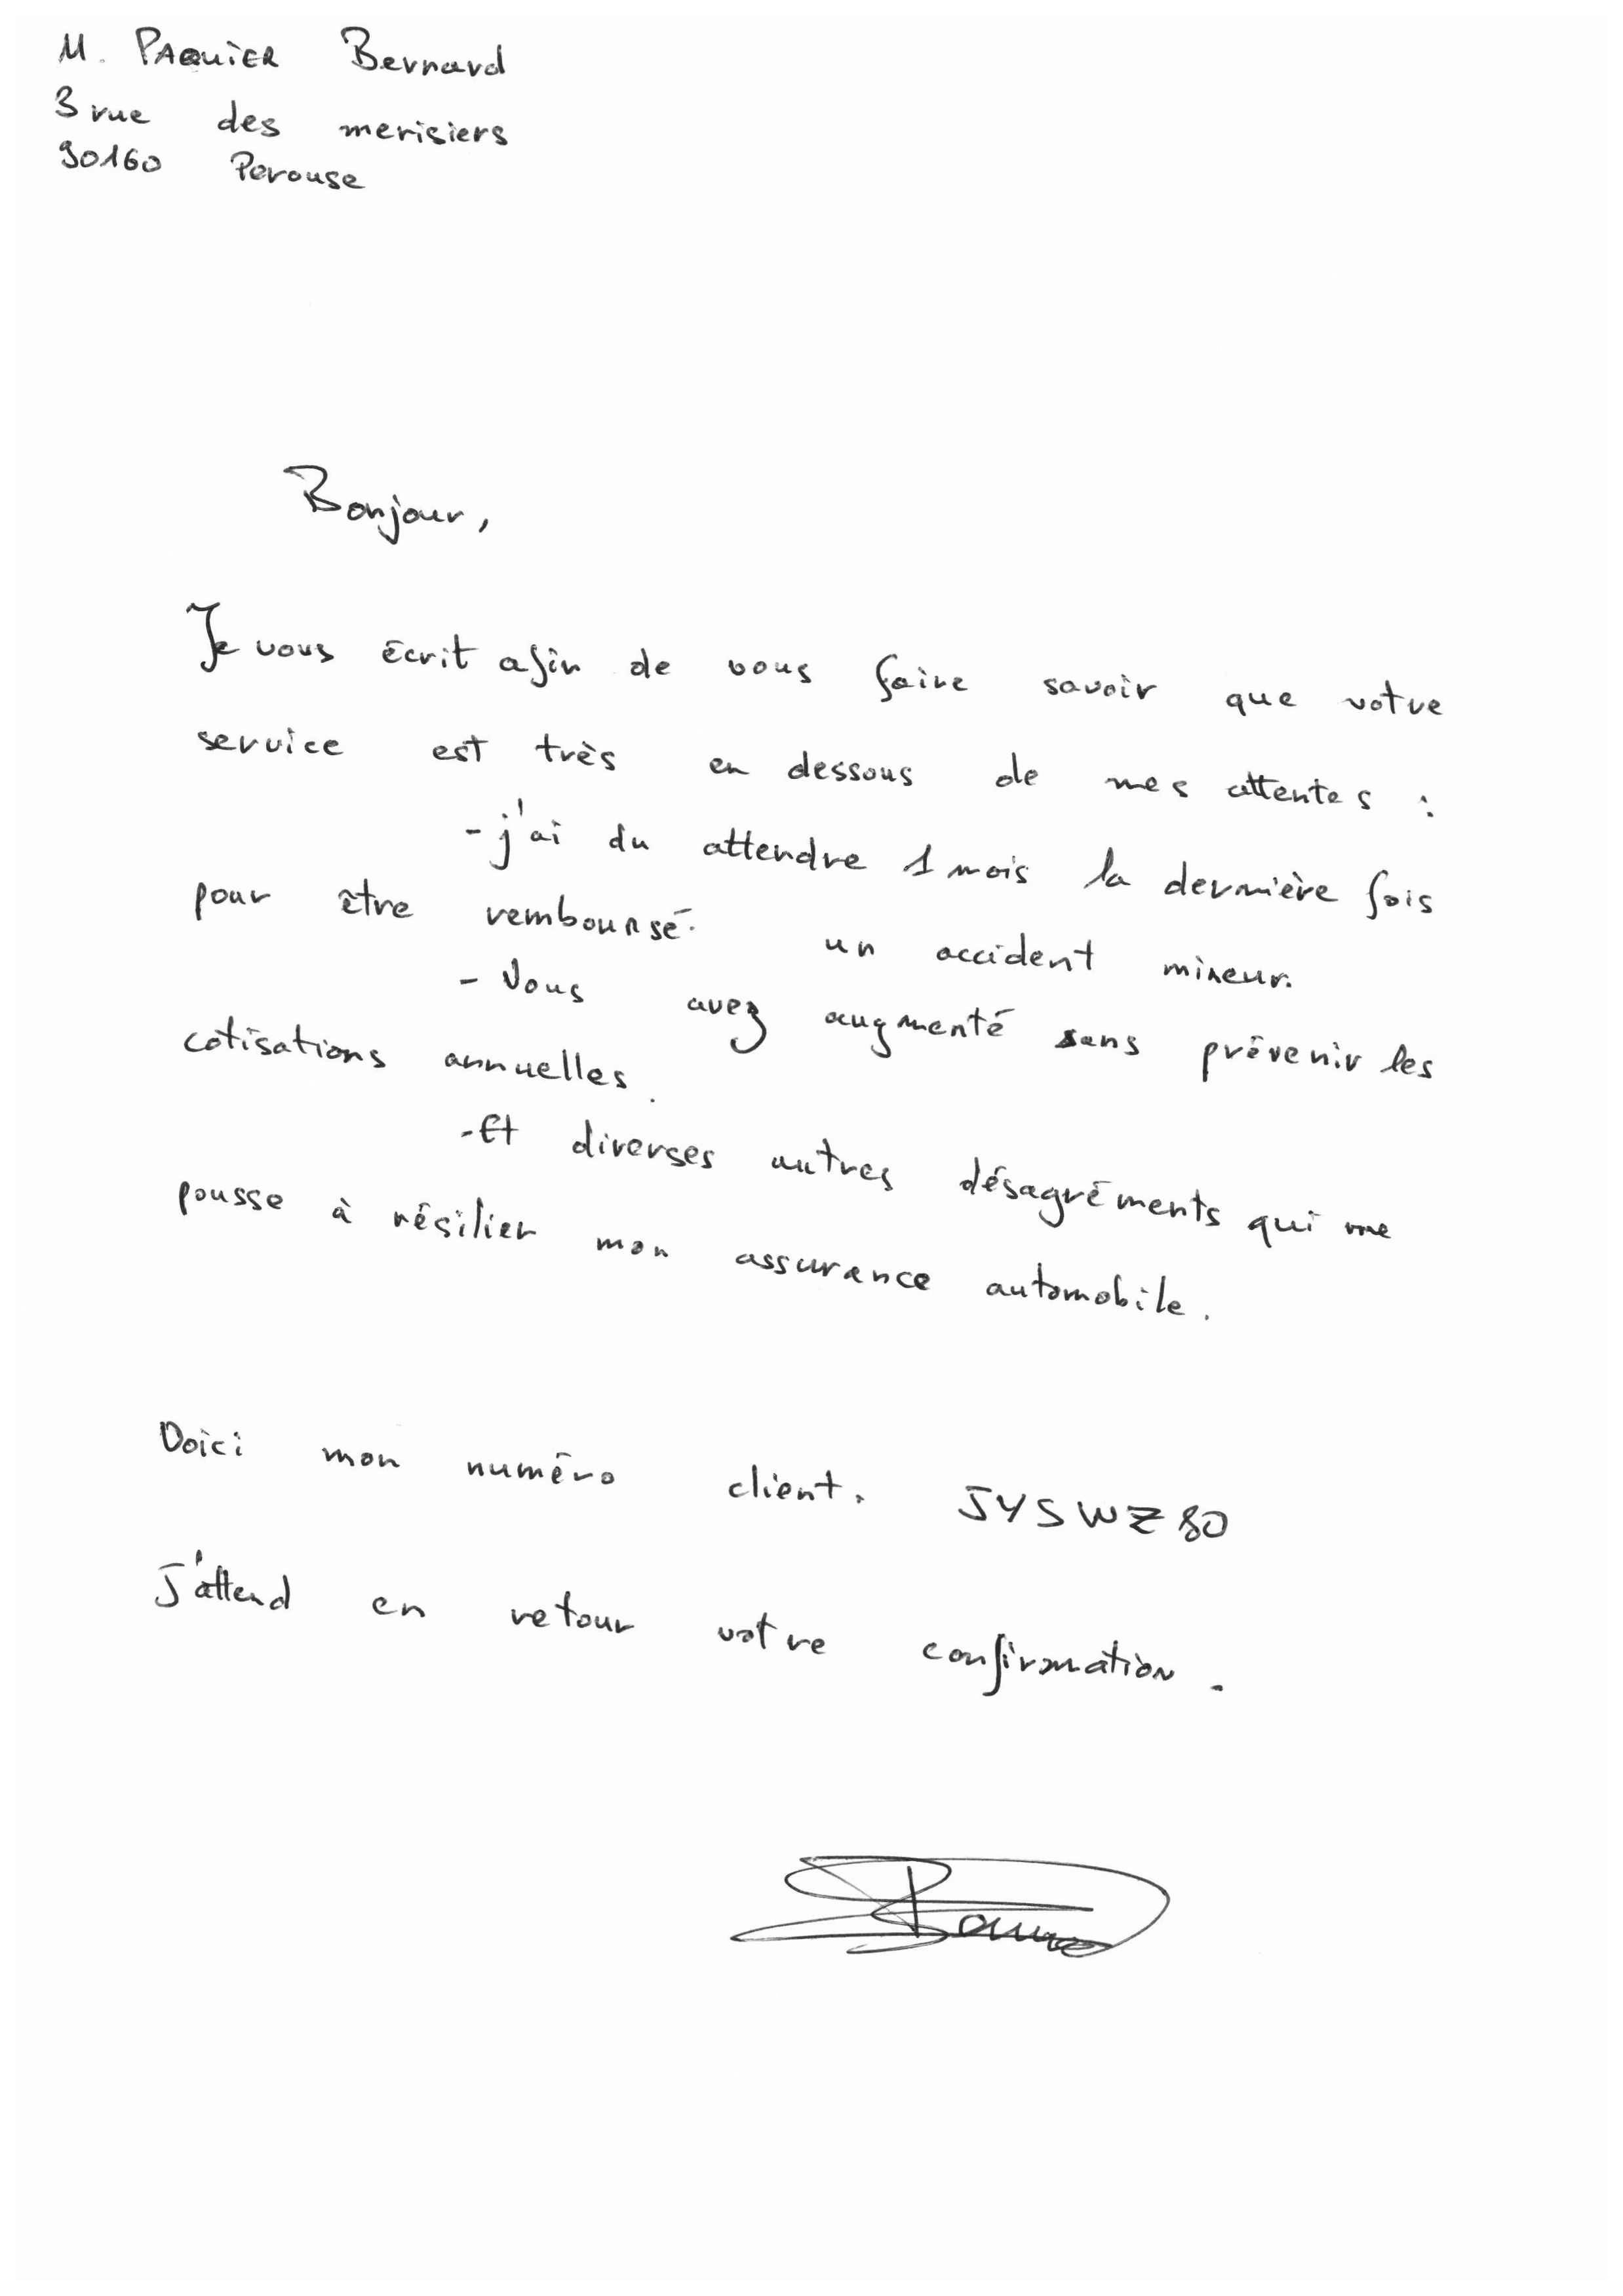 M. PAQUIER Bernard
3 rue des merisiers
90160 Perouse
Bonjour,
Je vous écrit afin de vous faire savoir que votre
service est très en dessous de mes attentes :
- j'ai du attendre 1 mois la dernière fois
pour être remboursé. un accident mineur.
- Vous avez augmenté sans prévenir les
cotisations annuelles.
- Et diverses autres désagréments qui me
pousse à résilier mon assurance automobile.
Voici mon numéro client. JYSWZ80
J'attend en retour votre confirmation.